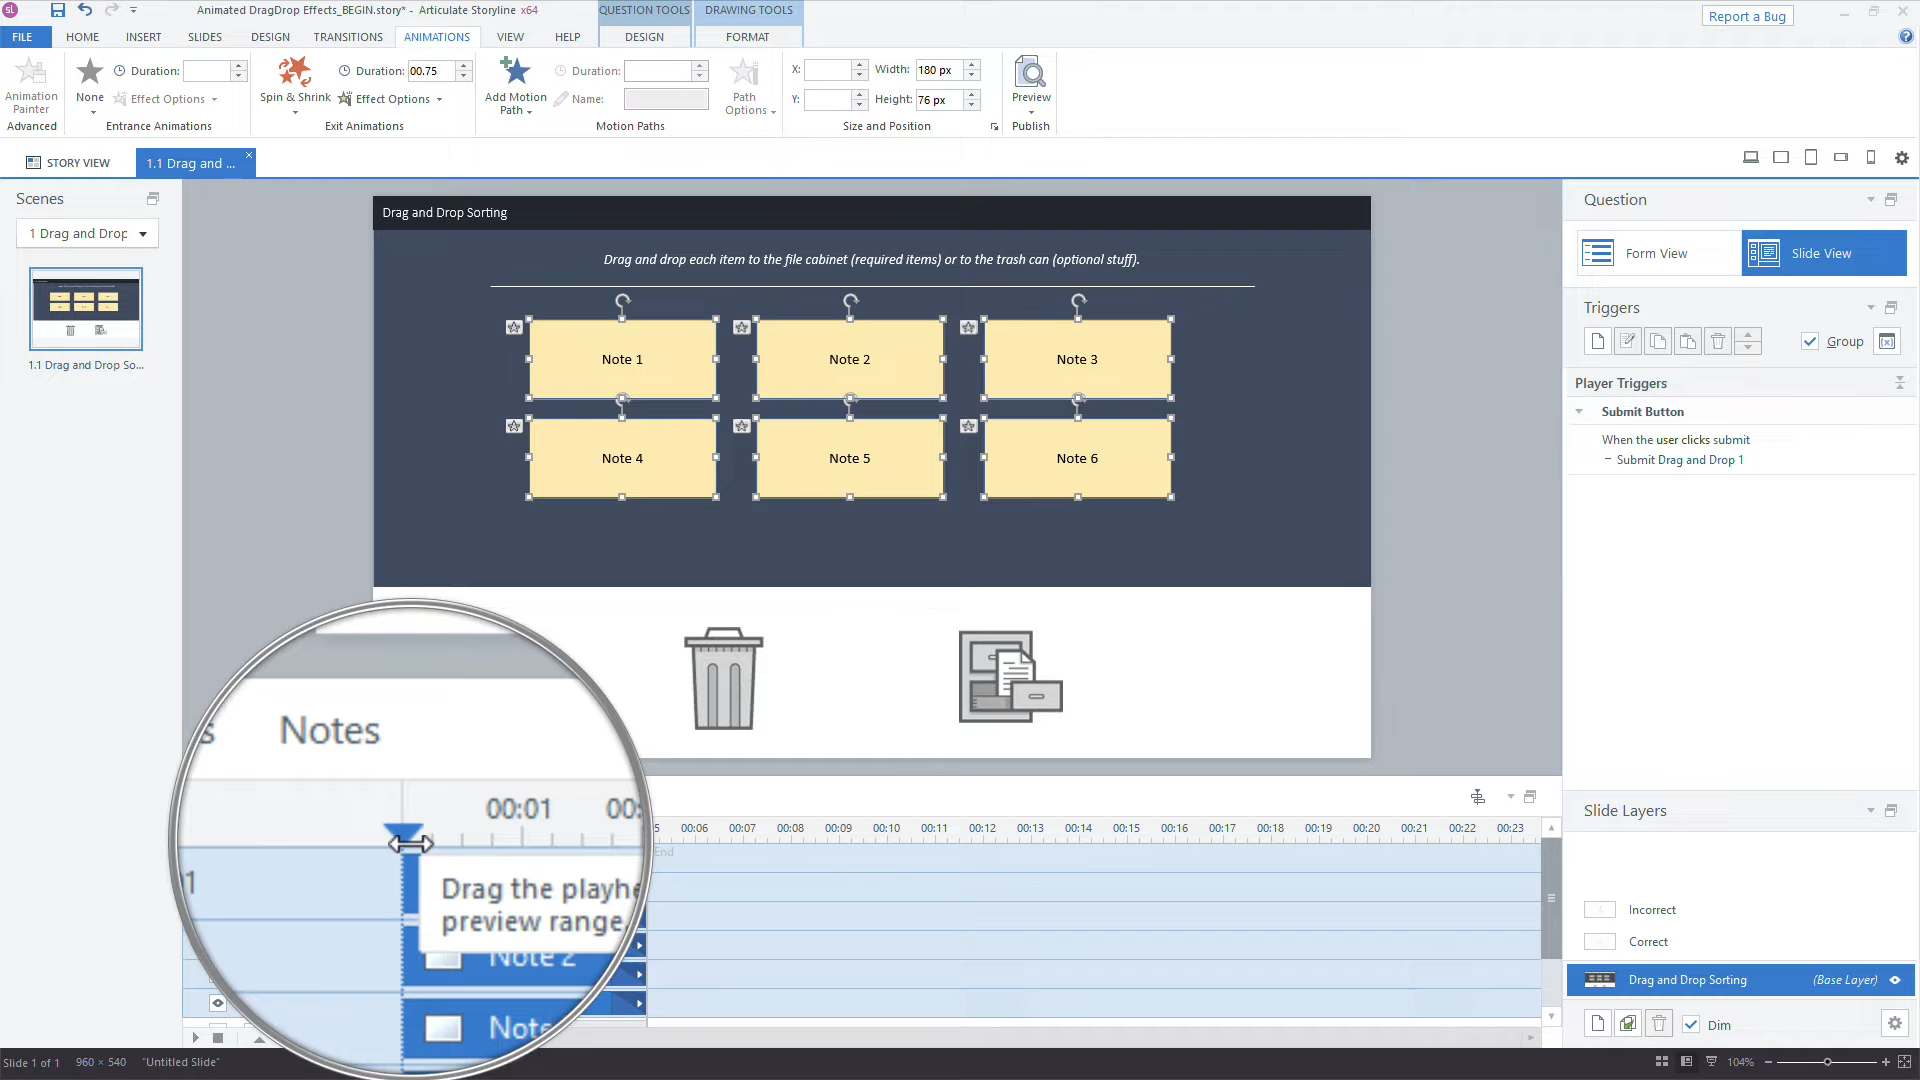 Animated DragDrop Effects_BEGIN.story* - Articulate Storyline x64
QUESTION TOOLS
DRAWING TOOLS
Report a Bug
FILE
HOME
INSERT
SLIDES
DESIGN
TRANSITIONS
ANIMATIONS
VIEW
HELP
DESIGN
FORMAT
Animation Painter
None
Duration:
Effect Options
Spin & Shrink
Duration: 00.75
Effect Options
Add Motion Path
Duration:
Name:
Path Options
X:
Y:
Width: 180 px
Height: 76 px
Preview
Advanced
Entrance Animations
Exit Animations
Motion Paths
Size and Position
Publish
STORY VIEW
1.1 Drag and ...
Scenes
1 Drag and Drop
1.1 Drag and Drop So...
Drag and Drop Sorting
Drag and drop each item to the file cabinet (required items) or to the trash can (optional stuff).
Note 1
Note 2
Note 3
Note 4
Note 5
Note 6
Question
Form View
Slide View
Triggers
Group
Player Triggers
Submit Button
When the user clicks submit
Submit Drag and Drop 1
Notes
00:01
00:
Drag the playhe
preview range.
Note 2
Note
5 00:06 00:07 00:08 00:09 00:10 00:11 00:12 00:13 00:14 00:15 00:16 00:17 00:18 00:19 00:20 00:21 00:22 00:23
End
Slide Layers
Incorrect
Correct
Drag and Drop Sorting
(Base Layer)
Dim
Slide 1 of 1
960 × 540
"Untitled Slide"
104%